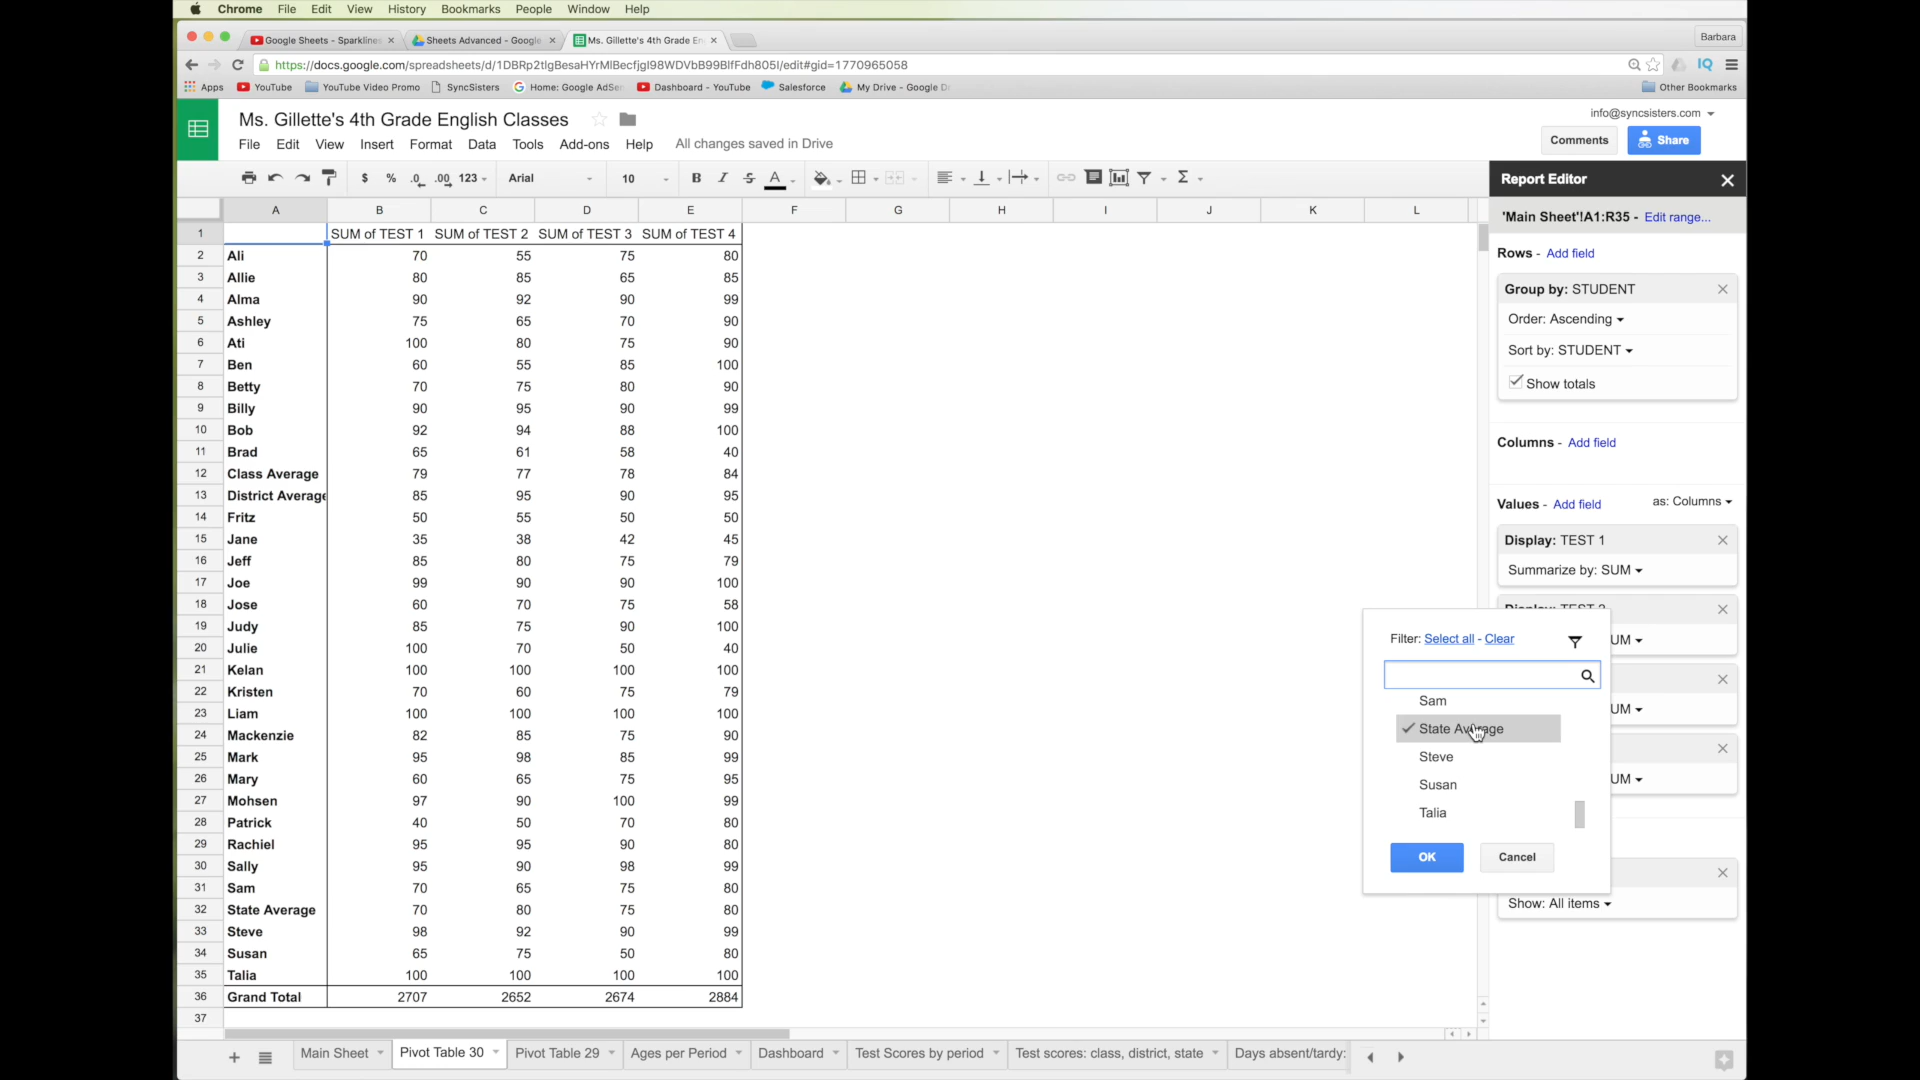 Chrome File Edit View History Bookmarks People Window Help
Google Sheets - Sparklines Sheets Advanced - Google Ms. Gillette's 4th Grade En Barbara
https://docs.google.com/spreadsheets/d/1DBRp2tlgBesaHYrMlBecfjgl98WDVbB99BlfFdh805l/edit#gid=1770965058
Apps YouTube YouTube Video Promo SyncSisters Home: Google AdSen Dashboard - YouTube Salesforce My Drive - Google D Other Bookmarks
Ms. Gillette's 4th Grade English Classes info@syncsisters.com
File Edit View Insert Format Data Tools Add-ons Help All changes saved in Drive Comments Share
$ % .0 .00 123 Arial 10 B I S A Σ
A B C D E F G H I J K L
1 SUM of TEST 1 SUM of TEST 2 SUM of TEST 3 SUM of TEST 4
2 Ali 70 55 75 80
3 Allie 80 85 65 85
4 Alma 90 92 90 99
5 Ashley 75 65 70 90
6 Ati 100 80 75 90
7 Ben 60 55 85 100
8 Betty 70 75 80 90
9 Billy 90 95 90 99
10 Bob 92 94 88 100
11 Brad 65 61 58 40
12 Class Average 79 77 78 84
13 District Average 85 95 90 95
14 Fritz 50 55 50 50
15 Jane 35 38 42 45
16 Jeff 85 80 75 79
17 Joe 99 90 90 100
18 Jose 60 70 75 58
19 Judy 85 75 90 100
20 Julie 100 70 50 40
21 Kelan 100 100 100 100
22 Kristen 70 60 75 79
23 Liam 100 100 100 100
24 Mackenzie 82 85 75 90
25 Mark 95 98 85 99
26 Mary 60 65 75 95
27 Mohsen 97 90 100 99
28 Patrick 40 50 70 80
29 Rachiel 95 95 90 80
30 Sally 95 90 98 99
31 Sam 70 65 75 80
32 State Average 70 80 75 80
33 Steve 98 92 90 99
34 Susan 65 75 50 80
35 Talia 100 100 100 100
36 Grand Total 2707 2652 2674 2884
37
Report Editor
'Main Sheet'!A1:R35 - Edit range...
Rows - Add field
Group by: STUDENT
Order: Ascending
Sort by: STUDENT
Show totals
Columns - Add field
Values - Add field as: Columns
Display: TEST 1
Summarize by: SUM
Display: TEST 2
UM
UM
UM
Show: All items
Filter: Select all - Clear
Sam
State Average
Steve
Susan
Talia
OK Cancel
Main Sheet Pivot Table 30 Pivot Table 29 Ages per Period Dashboard Test Scores by period Test scores: class, district, state Days absent/tardy: